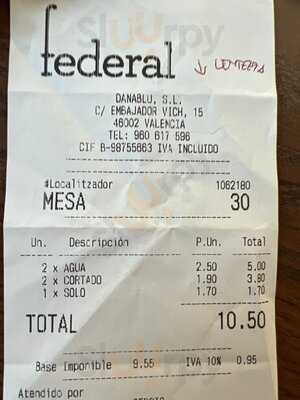 Sluurpy
federal
DANABLU, S.L.
C/ EMBAJADOR VICH, 15
46002 VALENCIA
TEL: 960 617 596
CIF B-98755663 IVA INCLUIDO
#Localitzador 1062180
MESA 30
Un. Descripción P.Un. Total
2 x AGUA 2.50 5.00
2 x CORTADO 1.90 3.80
1 x SOLO 1.70 1.70
TOTAL 10.50
Base Imponible 9.55 IVA 10% 0.95
Atendido por